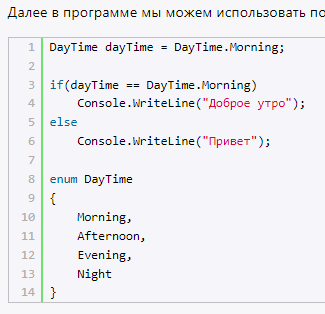 Далее в программе мы можем использовать
1 DayTime dayTime = DayTime.Morning;
2
3 if(dayTime == DayTime.Morning)
4     Console.WriteLine("Доброе утро");
5 else
6     Console.WriteLine("Привет");
7
8 enum DayTime
9 {
10     Morning,
11     Afternoon,
12     Evening,
13     Night
14 }